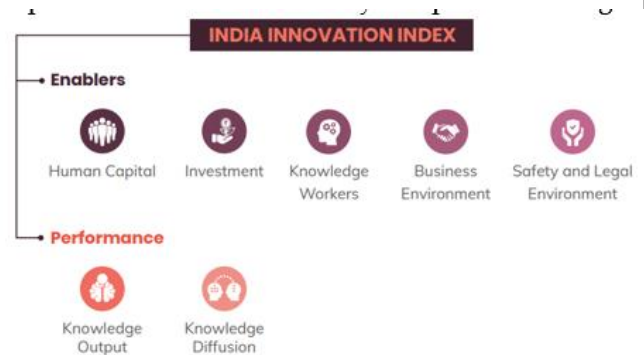 INDIA INNOVATION INDEX
Enablers
Human Capital
Investment
Knowledge
Workers
Business
Environment
Safety and Legal
Environment
Performance
Knowledge
Output
Knowledge
Diffusion